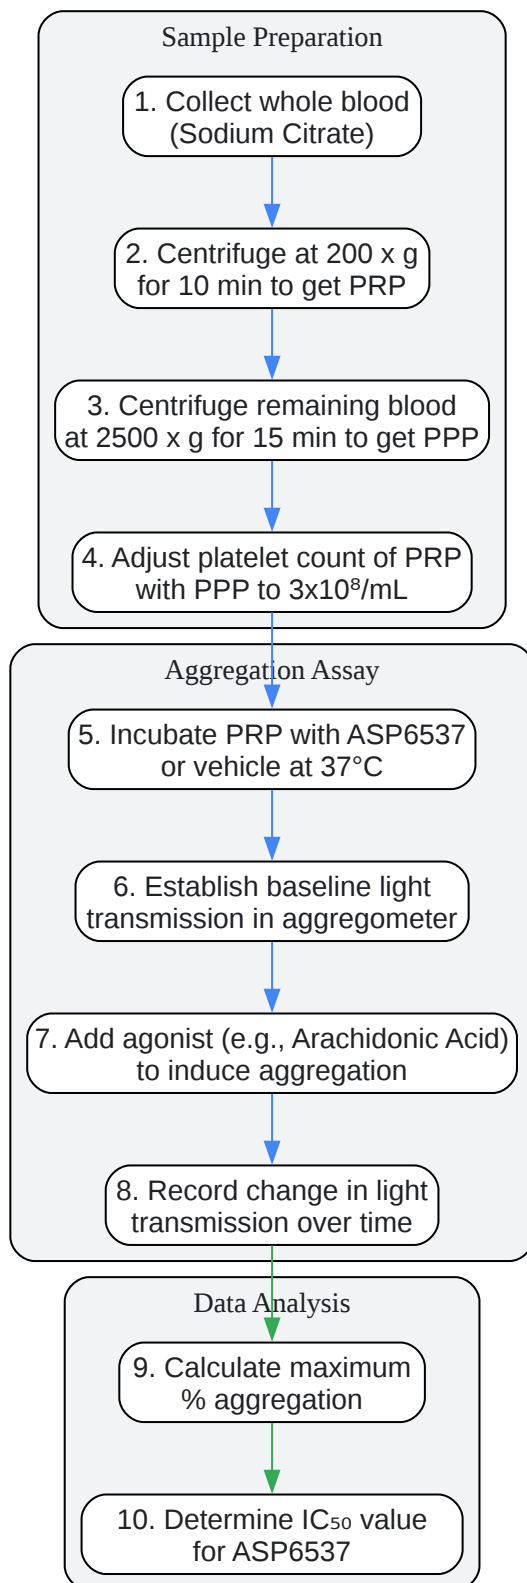 Sample Preparation
1. Collect whole blood
(Sodium Citrate)
2. Centrifuge at 200 x g
for 10 min to get PRP
3. Centrifuge remaining blood
at 2500 x g for 15 min to get PPP
4. Adjust platelet count of PRP
with PPP to 3x10⁸/mL
Aggregation Assay
5. Incubate PRP with ASP6537
or vehicle at 37°C
6. Establish baseline light
transmission in aggregometer
7. Add agonist (e.g., Arachidonic Acid)
to induce aggregation
8. Record change in light
transmission over time
Data Analysis
9. Calculate maximum
% aggregation
10. Determine IC₅₀ value
for ASP6537